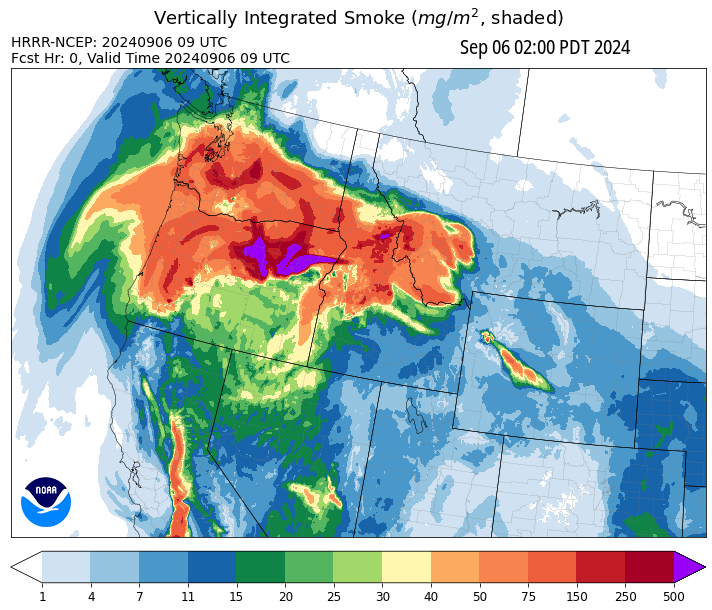 Vertically Integrated Smoke (mg/m², shaded)
HRRR-NCEP: 20240906 09 UTC
Fcst Hr: 0, Valid Time 20240906 09 UTC
Sep 06 02:00 PDT 2024
NOAA
1 4 7 11 15 20 25 30 40 50 75 150 250 500